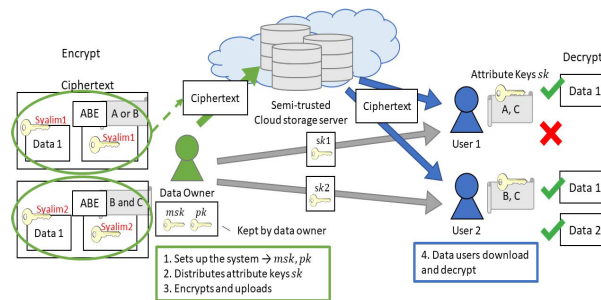 Encrypt
Ciphertext
Syalim1
ABE
A or B
Data 1
Syalim1
Syalim2
ABE
B and C
Data 1
Syalim2
Ciphertext
Semi-trusted
Cloud storage server
Ciphertext
sk1
sk2
Data Owner
msk pk
Kept by data owner
1. Sets up the system → msk, pk
2. Distributes attribute keys sk
3. Encrypts and uploads
Attribute Keys sk
A, C
User 1
B, C
User 2
4. Data users download
and decrypt
Decrypt
Data 1
Data 1
Data 2